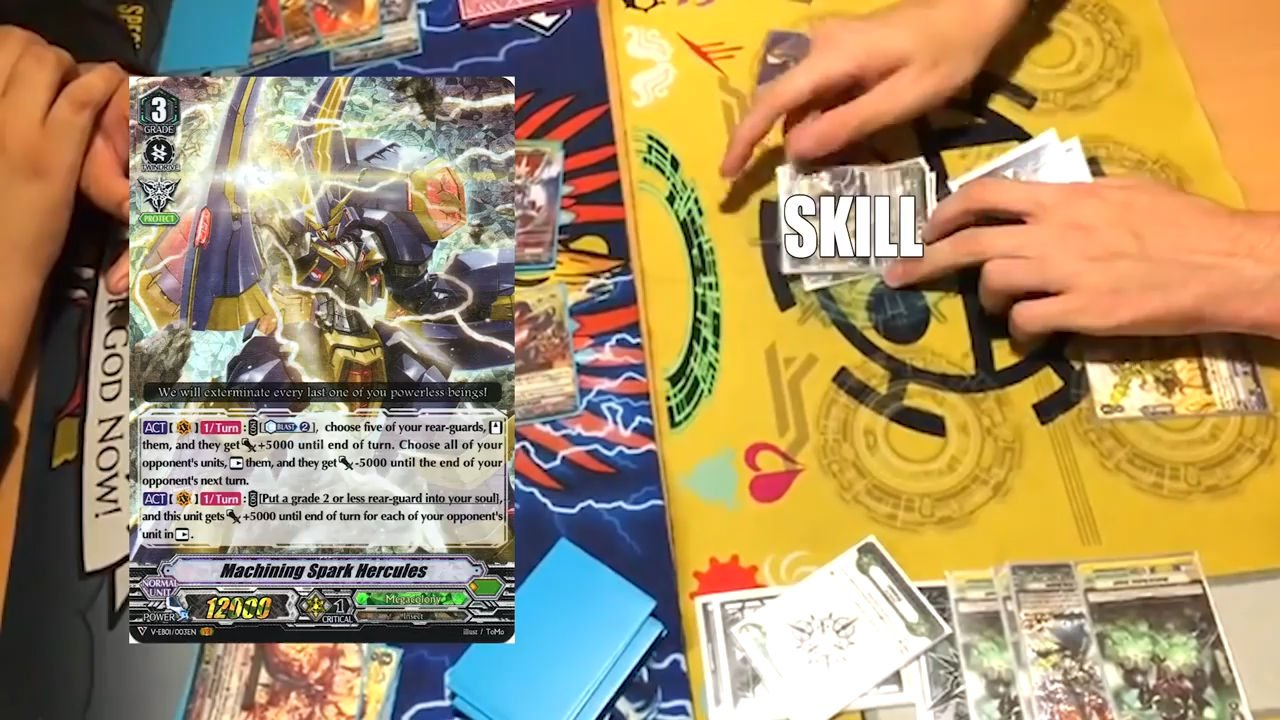 3
GRADE
TWINDRIVE
PROTECT
SKILL
GOD NOW!
We will exterminate every last one of you powerless beings!
ACT [ ] 1/Turn : [ BLAST 2 ], choose five of your rear-guards,
them, and they get +5000 until end of turn. Choose all of your
opponent's units, them, and they get -5000 until the end of your
opponent's next turn.
ACT [ ] 1/Turn : [Put a grade 2 or less rear-guard into your soul],
and this unit gets +5000 until end of turn for each of your opponent's
unit in .
Machining Spark Hercules
NORMAL
UNIT
POWER 12000 1
CRITICAL
Megacolony
Insect
V-EB01/003EN illust / ToMo